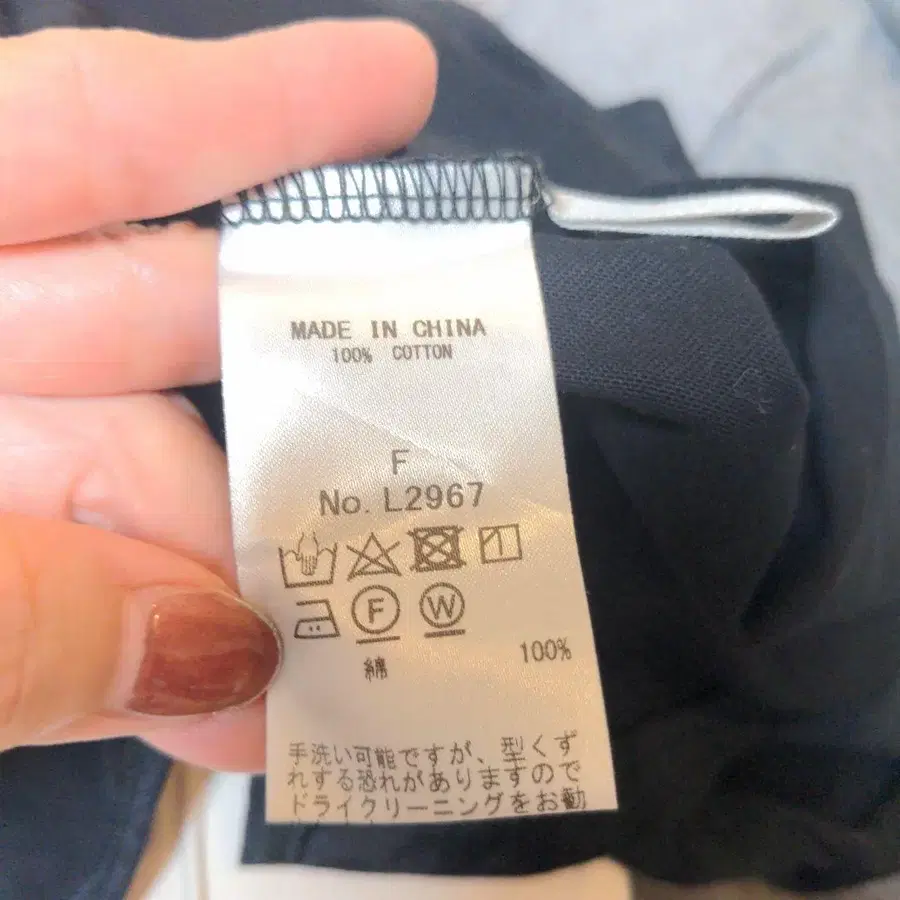 MADE IN CHINA
100% COTTON
F
No. L2967
F W
綿 100%
手洗い可能ですが、型くず
れする恐れがありますので
ドライクリーニングをお勧